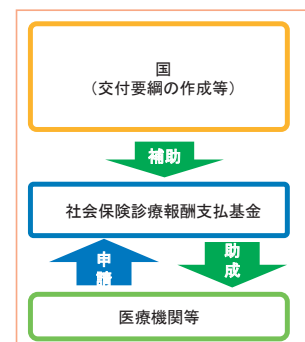 国
（交付要綱の作成等）
補助
社会保険診療報酬支払基金
申請
助成
医療機関等